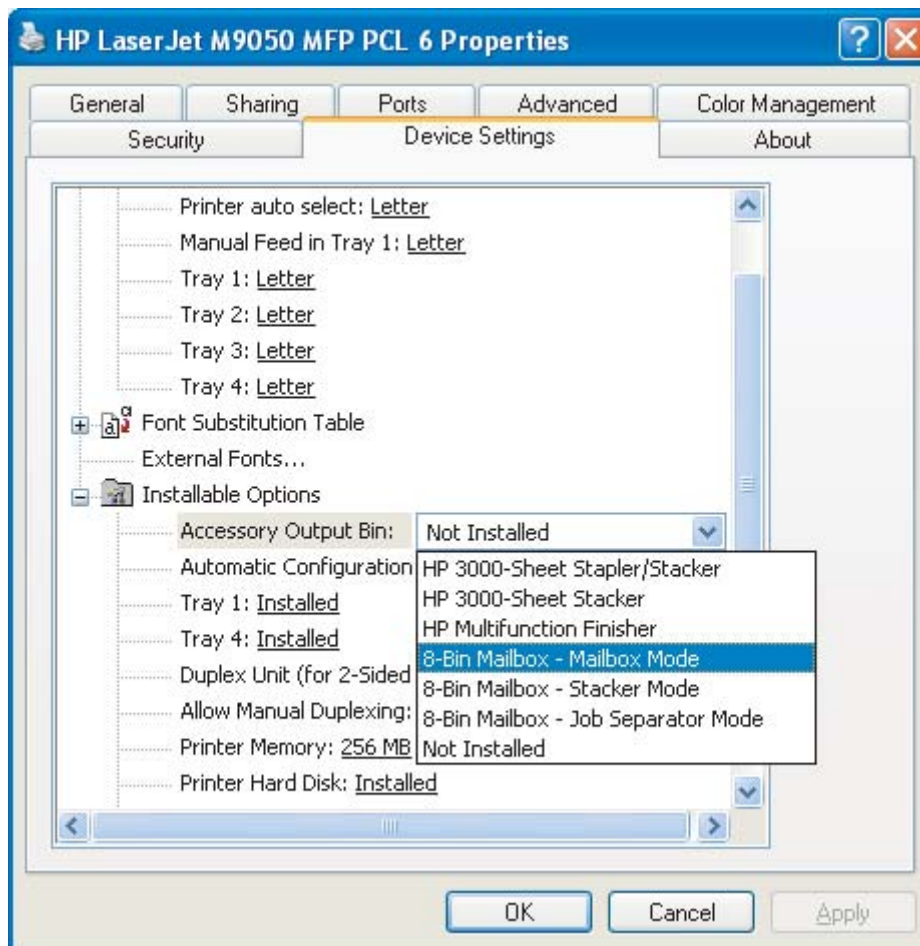 HP LaserJet M9050 MFP PCL 6 Properties
General Sharing Ports Advanced Color Management
Security Device Settings About
Printer auto select: Letter
Manual Feed in Tray 1: Letter
Tray 1: Letter
Tray 2: Letter
Tray 3: Letter
Tray 4: Letter
Font Substitution Table
External Fonts...
Installable Options
Accessory Output Bin: Not Installed
Automatic Configuration HP 3000-Sheet Stapler/Stacker
HP 3000-Sheet Stacker
Tray 1: Installed
HP Multifunction Finisher
Tray 4: Installed
8-Bin Mailbox - Mailbox Mode
Duplex Unit (for 2-Sided 8-Bin Mailbox - Stacker Mode
Allow Manual Duplexing: 8-Bin Mailbox - Job Separator Mode
Printer Memory: 256 MB Not Installed
Printer Hard Disk: Installed
OK Cancel Apply